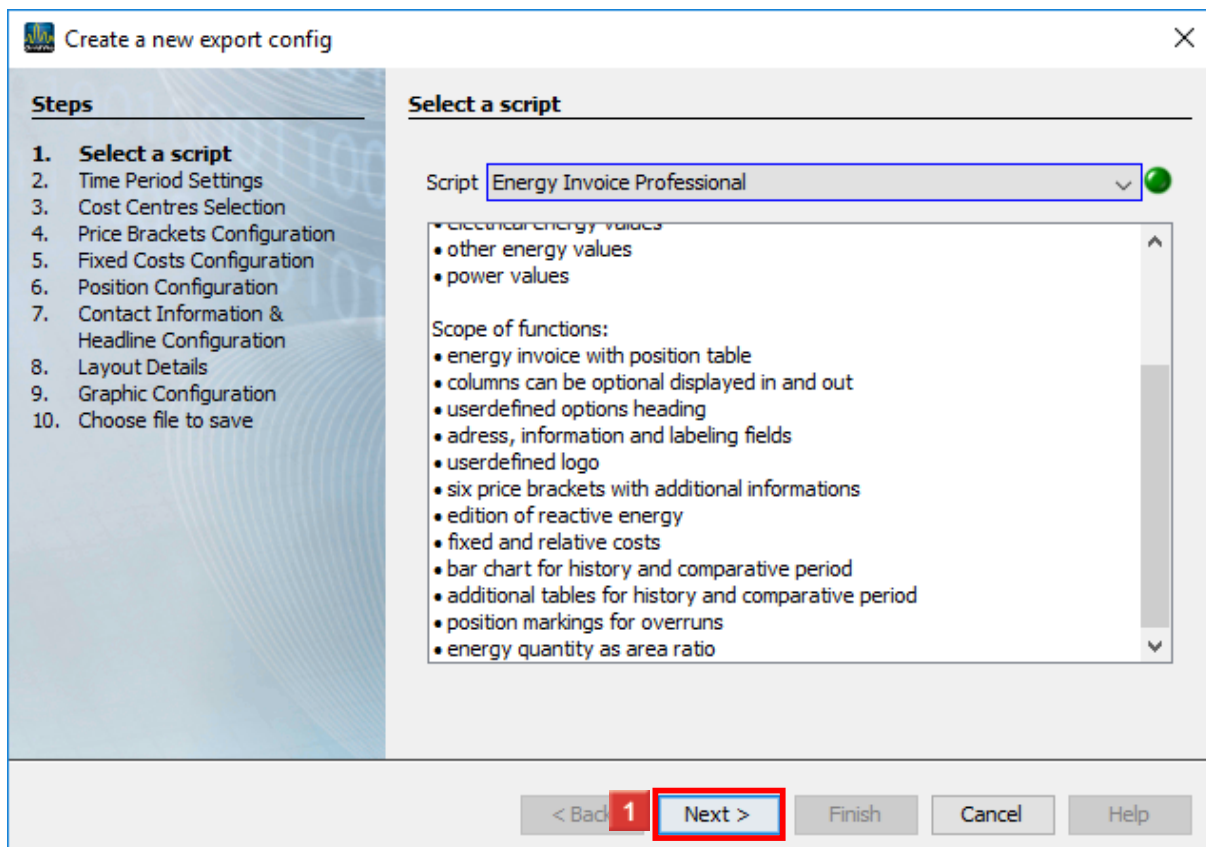 Create a new export config
Steps
1. Select a script
2. Time Period Settings
3. Cost Centres Selection
4. Price Brackets Configuration
5. Fixed Costs Configuration
6. Position Configuration
7. Contact Information &
Headline Configuration
8. Layout Details
9. Graphic Configuration
10. Choose file to save
Select a script
Script Energy Invoice Professional
• electrical energy values
• other energy values
• power values
Scope of functions:
• energy invoice with position table
• columns can be optional displayed in and out
• userdefined options heading
• adress, information and labeling fields
• userdefined logo
• six price brackets with additional informations
• edition of reactive energy
• fixed and relative costs
• bar chart for history and comparative period
• additional tables for history and comparative period
• position markings for overruns
• energy quantity as area ratio
< Back 1 Next > Finish Cancel Help